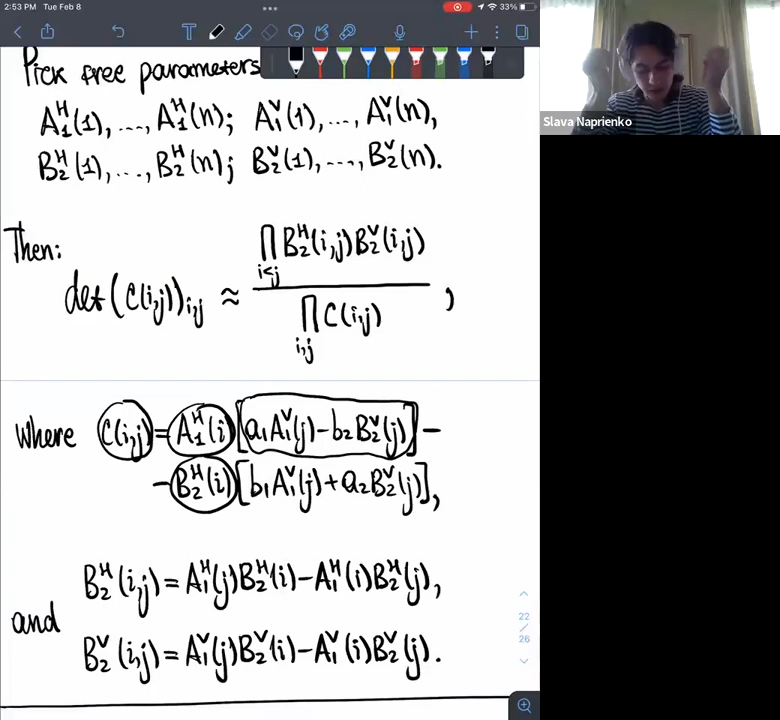 2:53 PM Tue Feb 8
33%
Pick free parameters
A₁ᴴ(1), ..., A₁ᴴ(n); A₁ⱽ(1), ..., A₁ⱽ(n),
B₂ᴴ(1), ..., B₂ᴴ(n); B₂ⱽ(1), ..., B₂ⱽ(n).
Slava Naprienko
Then:
∏ B₂ᴴ(i,j)B₂ⱽ(i,j)
i<j
det(C(i,j))ᵢ,ⱼ ≈ ,
∏ C(i,j)
i,j
where C(i,j) = A₁ᴴ(i)[a₁A₁ⱽ(j) − b₂B₂ⱽ(j)] −
− B₂ᴴ(i)[b₁A₁ⱽ(j) + a₂B₂ⱽ(j)],
B₂ᴴ(i,j) = A₁ᴴ(j)B₂ᴴ(i) − A₁ᴴ(i)B₂ᴴ(j),
and
B₂ⱽ(i,j) = A₁ⱽ(j)B₂ⱽ(i) − A₁ⱽ(i)B₂ⱽ(j).
22
/
26